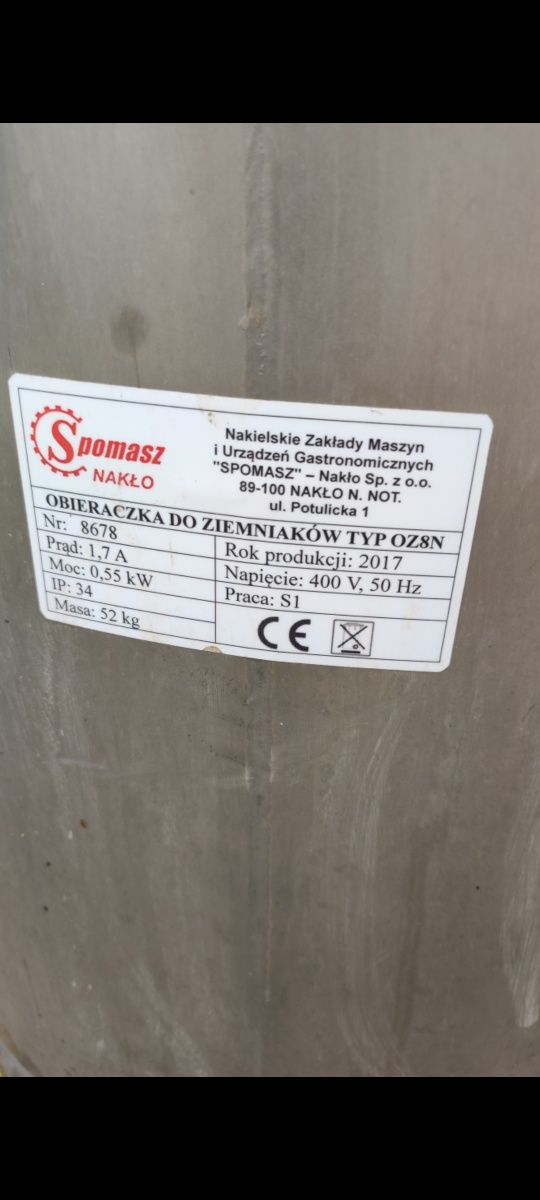 Spomasz
NAKŁO
Nakielskie Zakłady Maszyn
i Urządzeń Gastronomicznych
"SPOMASZ" – Nakło Sp. z o.o.
89-100 NAKŁO N. NOT.
ul. Potulicka 1
OBIERACZKA DO ZIEMNIAKÓW TYP OZ8N
Nr: 8678
Rok produkcji: 2017
Prąd: 1,7 A
Napięcie: 400 V, 50 Hz
Moc: 0,55 kW
Praca: S1
IP: 34
Masa: 52 kg
CE